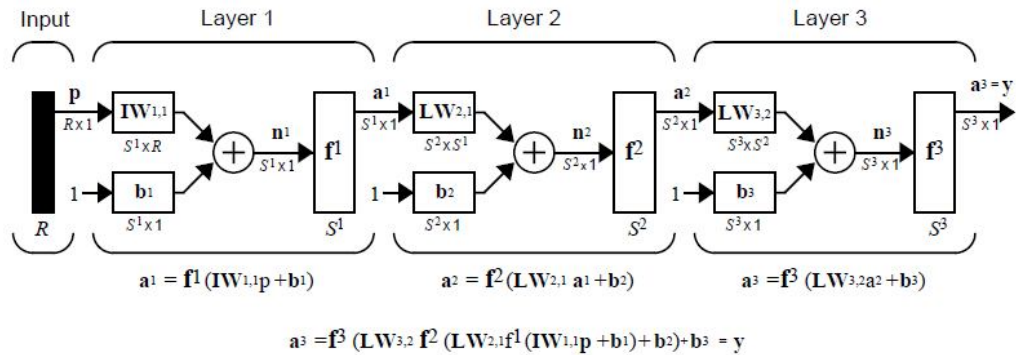 Input Layer 1 Layer 2 Layer 3
p a1 a2 a3 = y
IW1,1 LW2,1 LW3,2
R x 1 S1 x 1 S2 x 1 S3 x 1
S1 x R n1 S2 x S1 n2 S3 x S2 n3
+ f1 + f2 + f3
S1 x 1 S2 x 1 S3 x 1
1 b1 1 b2 1 b3
R S1 x 1 S1 S2 x 1 S2 S3 x 1 S3
a1 = f1 (IW1,1p + b1) a2 = f2 (LW2,1 a1 + b2) a3 = f3 (LW3,2a2 + b3)
a3 = f3 (LW3,2 f2 (LW2,1f1 (IW1,1p + b1) + b2) + b3 = y